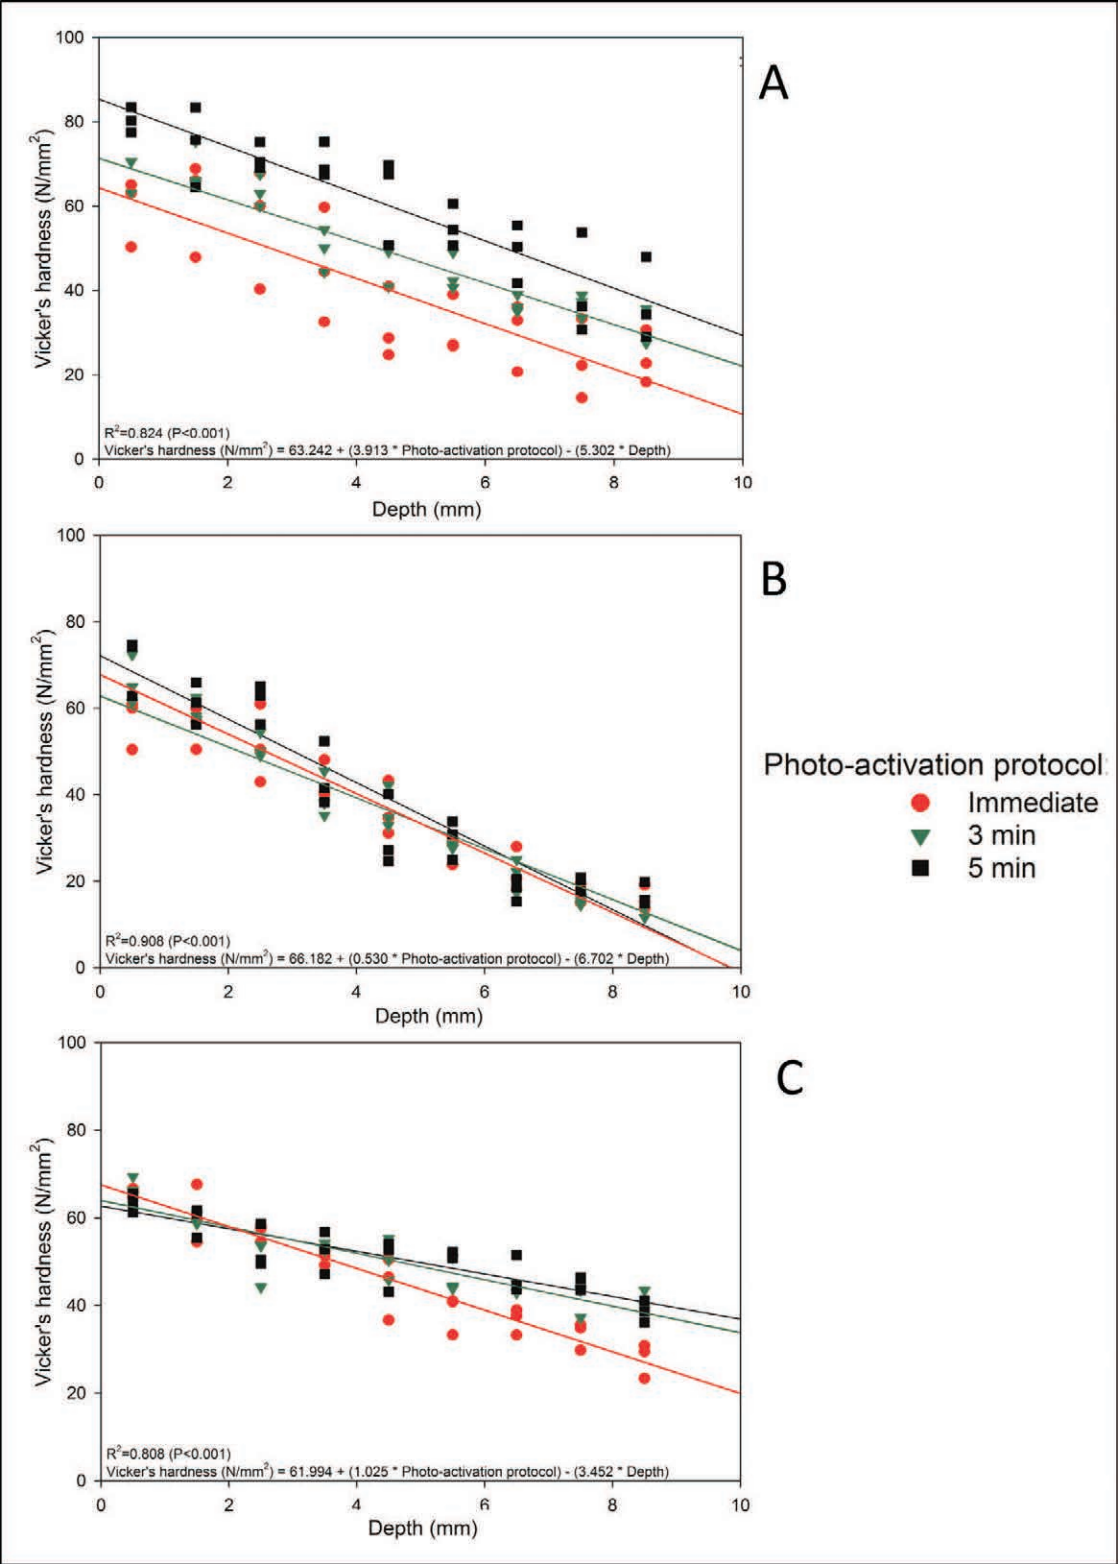 A
100
80
60
40
20
0
Vicker's hardness (N/mm²)
R²=0.824 (P<0.001)
Vicker's hardness (N/mm²) = 63.242 + (3.913 * Photo-activation protocol) - (5.302 * Depth)
0 2 4 6 8 10
Depth (mm)
B
100
80
60
40
20
0
Vicker's hardness (N/mm²)
R²=0.908 (P<0.001)
Vicker's hardness (N/mm²) = 66.182 + (0.530 * Photo-activation protocol) - (6.702 * Depth)
0 2 4 6 8 10
Depth (mm)
Photo-activation protocol
Immediate
3 min
5 min
C
100
80
60
40
20
0
Vicker's hardness (N/mm²)
R²=0.808 (P<0.001)
Vicker's hardness (N/mm²) = 61.994 + (1.025 * Photo-activation protocol) - (3.452 * Depth)
0 2 4 6 8 10
Depth (mm)